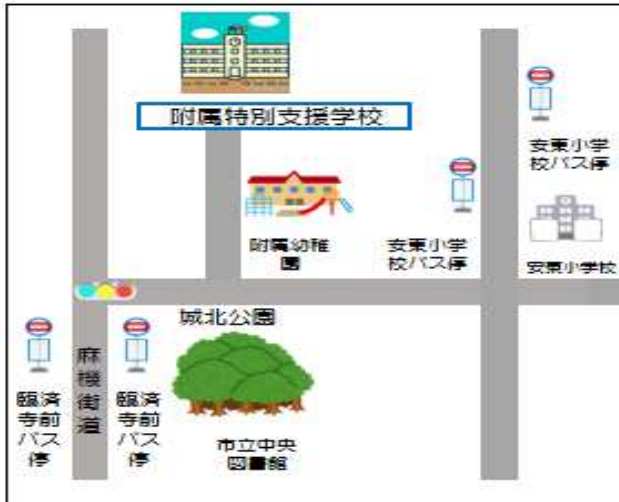 附属特別支援学校
安東小学
校バス停
附属幼稚
園
安東小学
校バス停
安東小学校
城北公園
麻機街道
臨済
寺前
バス
停
臨済
寺前
バス
停
市立中央
図書館